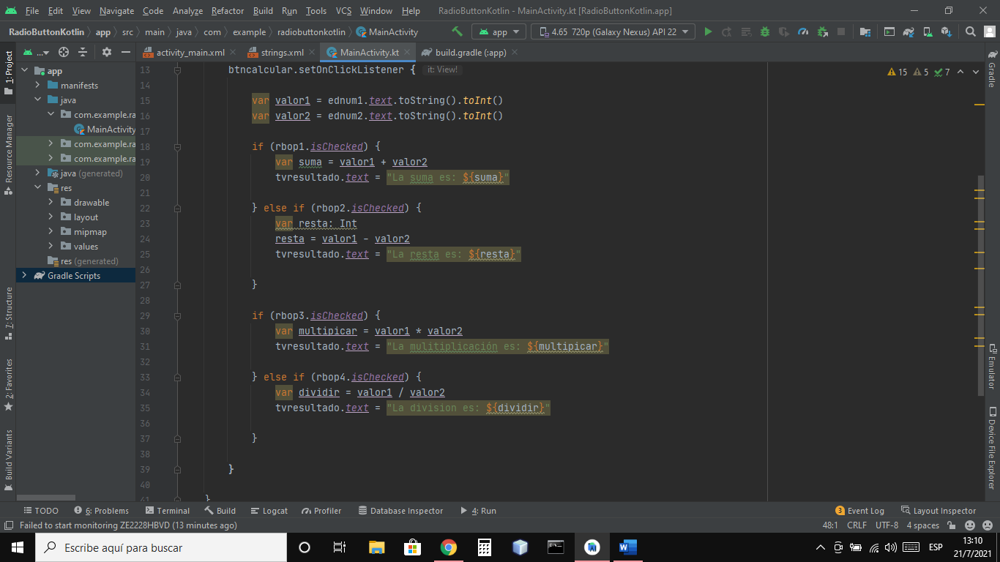 File Edit View Navigate Code Analyze Refactor Build Run Tools VCS Window Help RadioButtonKotlin - MainActivity.kt [RadioButtonKotlin.app]
RadioButtonKotlin app src main java com example radiobuttonkotlin MainActivity app 4.65 720p (Galaxy Nexus) API 22
1: Project
Resource Manager
7: Structure
2: Favorites
Build Variants
...
app
manifests
java
com.example.ra
MainActivity
com.example.ra
com.example.ra
java (generated)
res
drawable
layout
mipmap
values
res (generated)
Gradle Scripts
activity_main.xml strings.xml MainActivity.kt build.gradle (:app)
15 5 7
13 btncalcular.setOnClickListener { it: View!
14
15 var valor1 = ednum1.text.toString().toInt()
16 var valor2 = ednum2.text.toString().toInt()
17
18 if (rbop1.isChecked) {
19 var suma = valor1 + valor2
20 tvresultado.text = "La suma es: ${suma}"
21
22 } else if (rbop2.isChecked) {
23 var resta: Int
24 resta = valor1 - valor2
25 tvresultado.text = "La resta es: ${resta}"
26
27 }
28
29 if (rbop3.isChecked) {
30 var multipicar = valor1 * valor2
31 tvresultado.text = "La mulitiplicación es: ${multipicar}"
32
33 } else if (rbop4.isChecked) {
34 var dividir = valor1 / valor2
35 tvresultado.text = "La division es: ${dividir}"
36
37 }
38
39 }
40
41 }
Gradle
Emulator
Device File Explorer
TODO 6: Problems Terminal Build Logcat Profiler Database Inspector 4: Run 3 Event Log Layout Inspector
Failed to start monitoring ZE2228HBVD (13 minutes ago) 48:1 CRLF UTF-8 4 spaces
Escribe aquí para buscar
ESP
13:10
21/7/2021